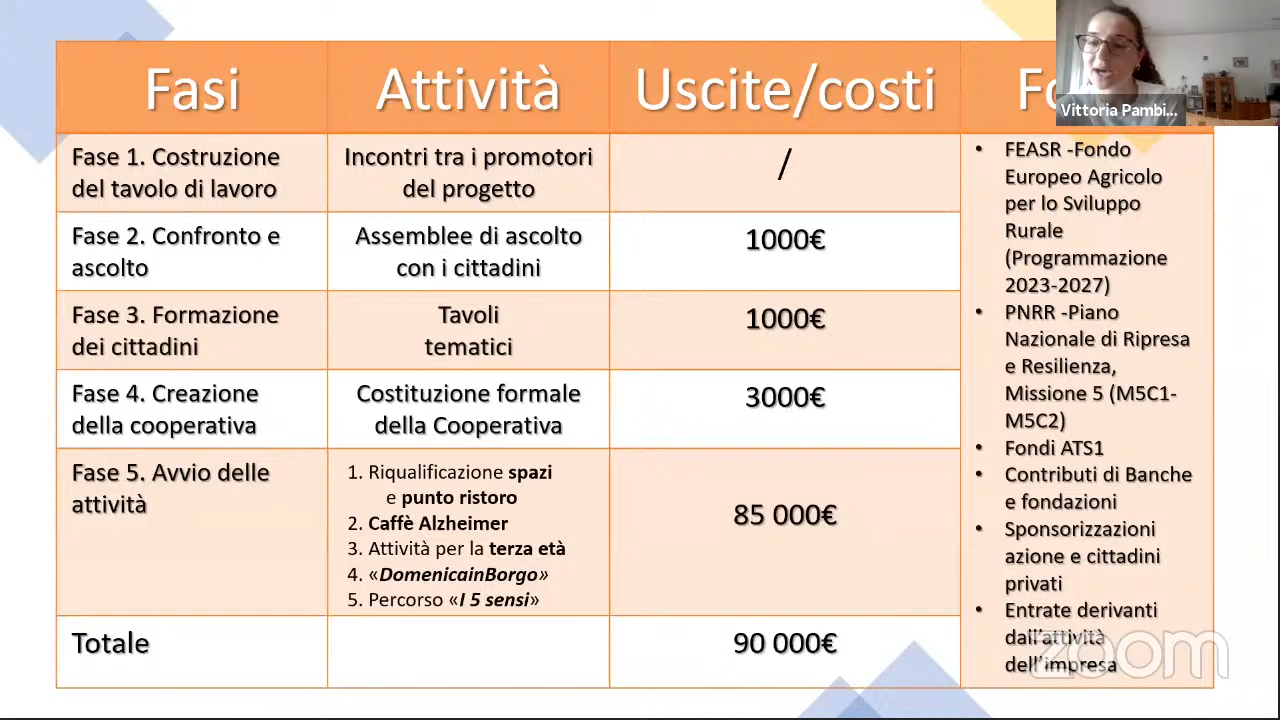 Fasi
Attività
Uscite/costi
Vittoria Pambi...
Fase 1. Costruzione
del tavolo di lavoro
Incontri tra i promotori
del progetto
/
Fase 2. Confronto e
ascolto
Assemblee di ascolto
con i cittadini
1000€
Fase 3. Formazione
dei cittadini
Tavoli
tematici
1000€
Fase 4. Creazione
della cooperativa
Costituzione formale
della Cooperativa
3000€
Fase 5. Avvio delle
attività
1. Riqualificazione spazi
e punto ristoro
2. Caffè Alzheimer
3. Attività per la terza età
4. «DomenicainBorgo»
5. Percorso «I 5 sensi»
85 000€
Totale
90 000€
• FEASR -Fondo
Europeo Agricolo
per lo Sviluppo
Rurale
(Programmazione
2023-2027)
• PNRR -Piano
Nazionale di Ripresa
e Resilienza,
Missione 5 (M5C1-
M5C2)
• Fondi ATS1
• Contributi di Banche
e fondazioni
• Sponsorizzazioni
azione e cittadini
privati
• Entrate derivanti
dall'attività
dell'impresa
zoom